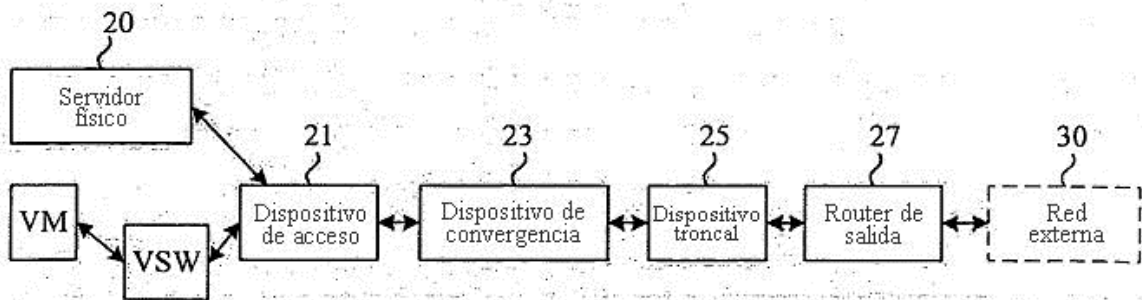 20
Servidor
físico
21
23
25
27
30
VM
VSW
Dispositivo
de acceso
Dispositivo de
convergencia
Dispositivo
troncal
Router de
salida
Red
externa